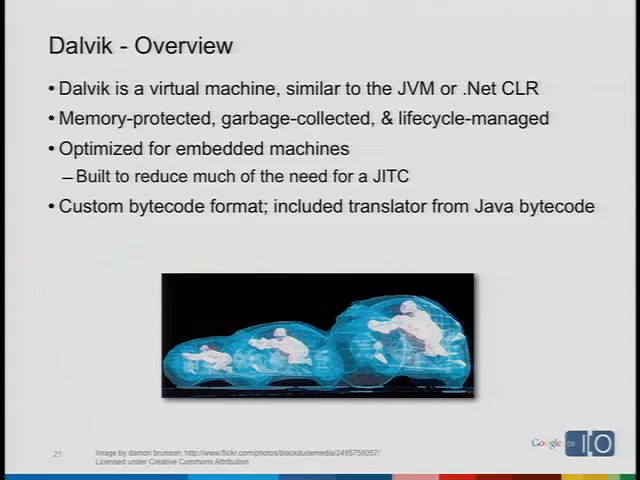 Dalvik - Overview
• Dalvik is a virtual machine, similar to the JVM or .Net CLR
• Memory-protected, garbage-collected, & lifecycle-managed
• Optimized for embedded machines
– Built to reduce much of the need for a JITC
• Custom bytecode format; included translator from Java bytecode
Google 09 I/O
21
Image by damon brunson; http://www.flickr.com/photos/blackdudemedia/2495758057/
Licensed under Creative Commons Attribution